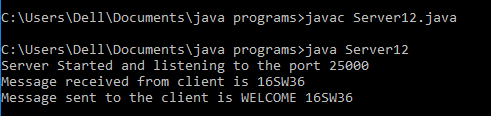 C:\Users\Dell\Documents\java programs>javac Server12.java
C:\Users\Dell\Documents\java programs>java Server12
Server Started and listening to the port 25000
Message received from client is 16SW36
Message sent to the client is WELCOME 16SW36